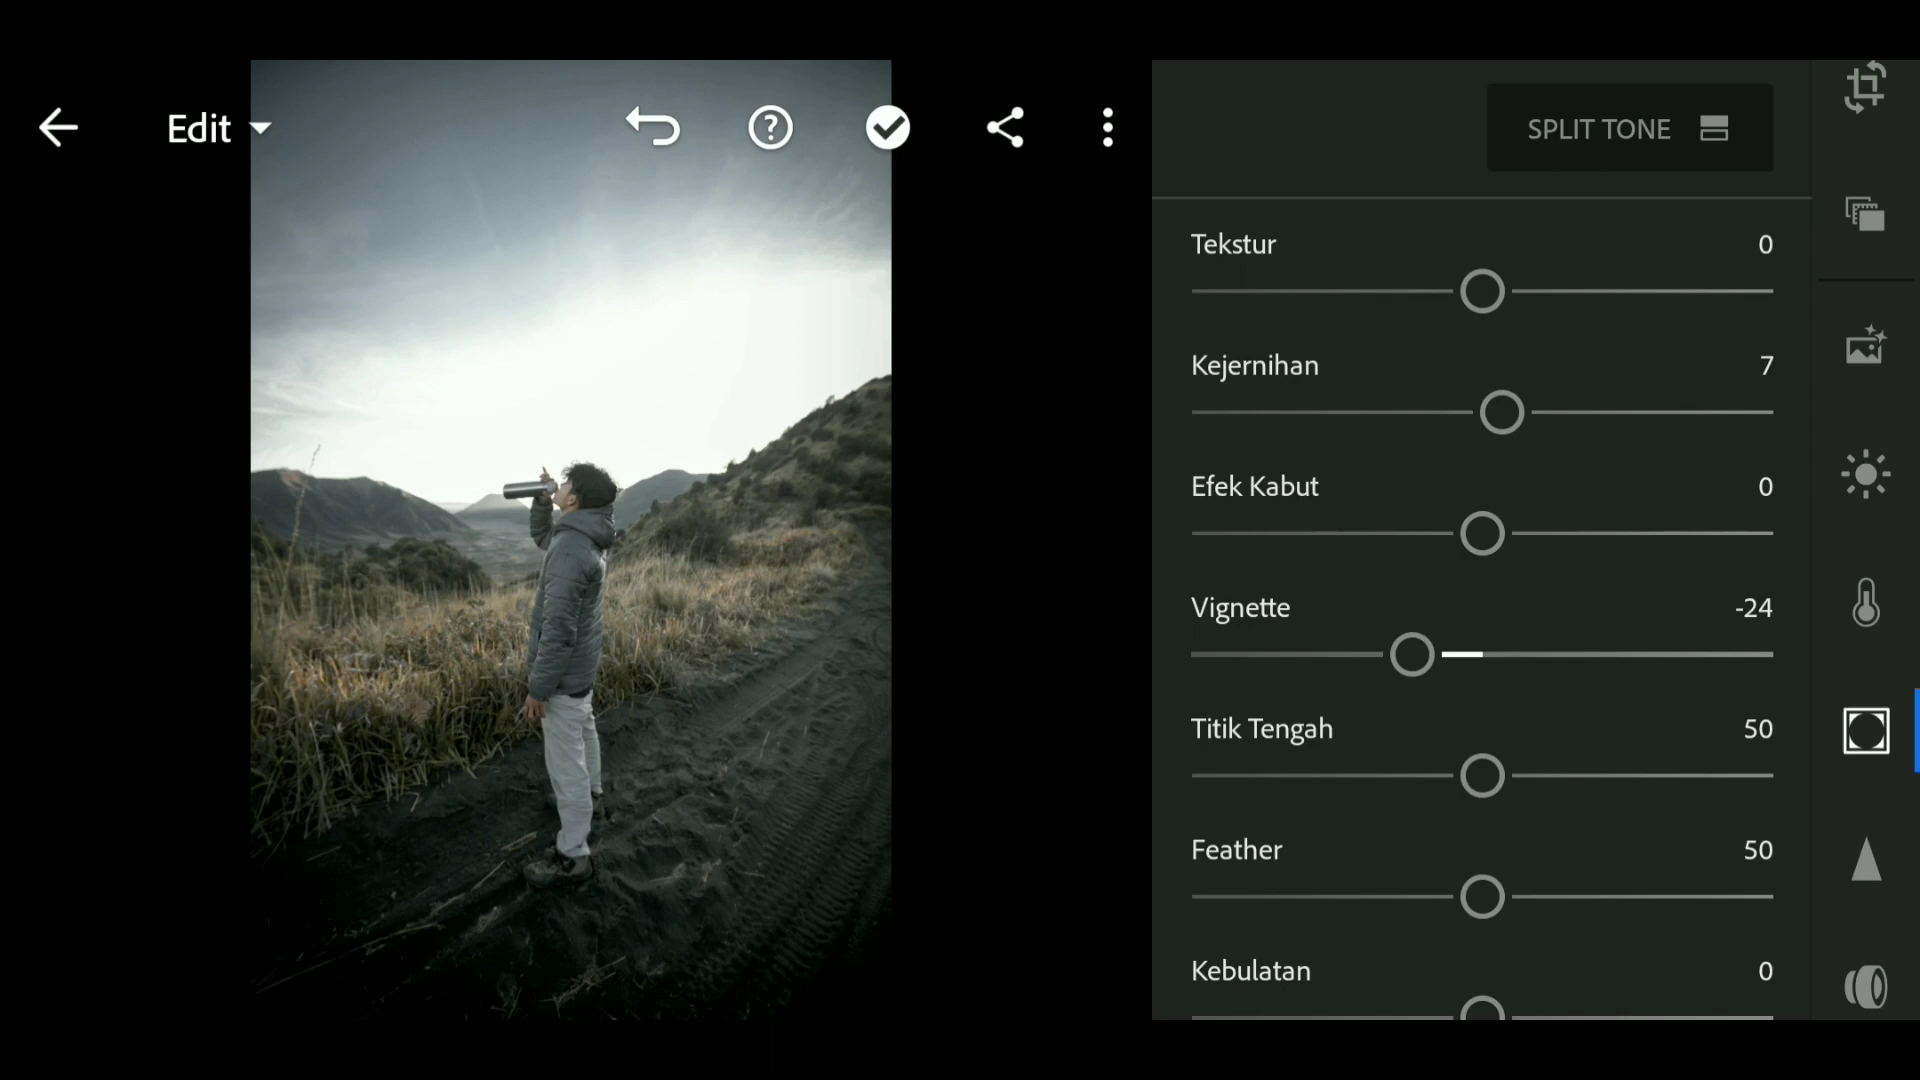 Edit
SPLIT TONE
Tekstur 0
Kejernihan 7
Efek Kabut 0
Vignette -24
Titik Tengah 50
Feather 50
Kebulatan 0